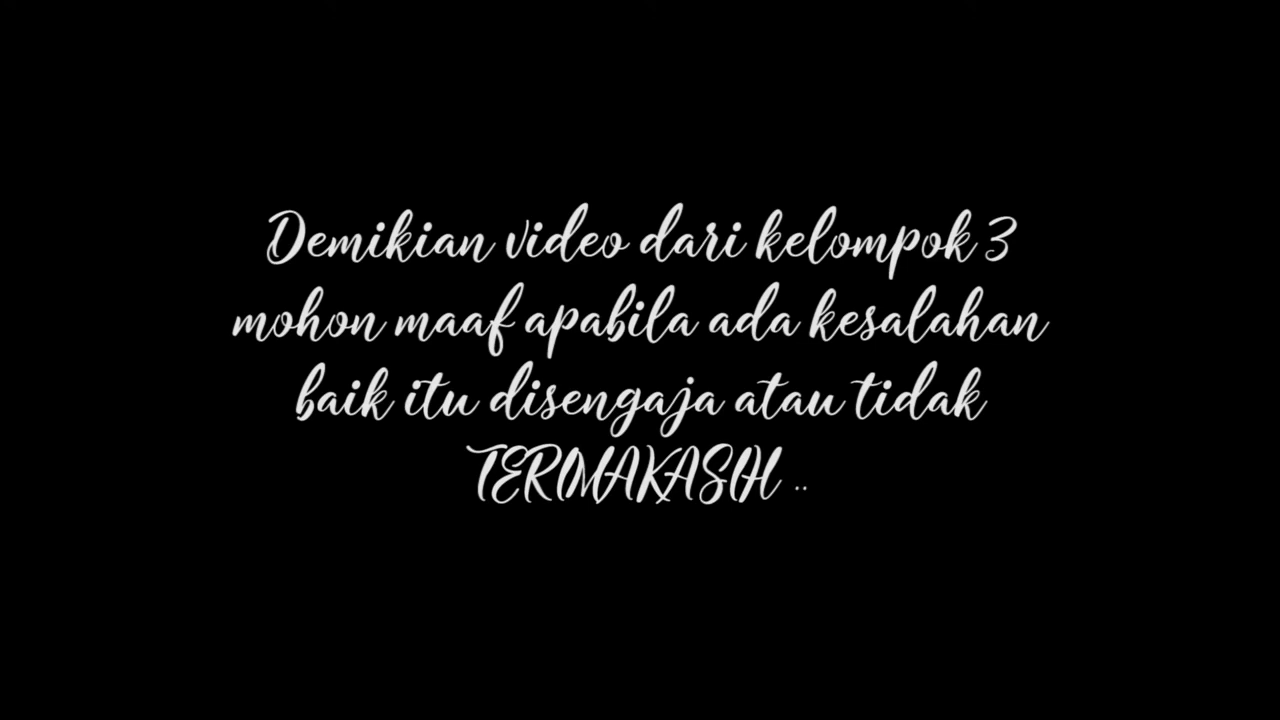 Demikian video dari kelompok 3
mohon maaf apabila ada kesalahan
baik itu disengaja atau tidak
TERIMAKASIH ..